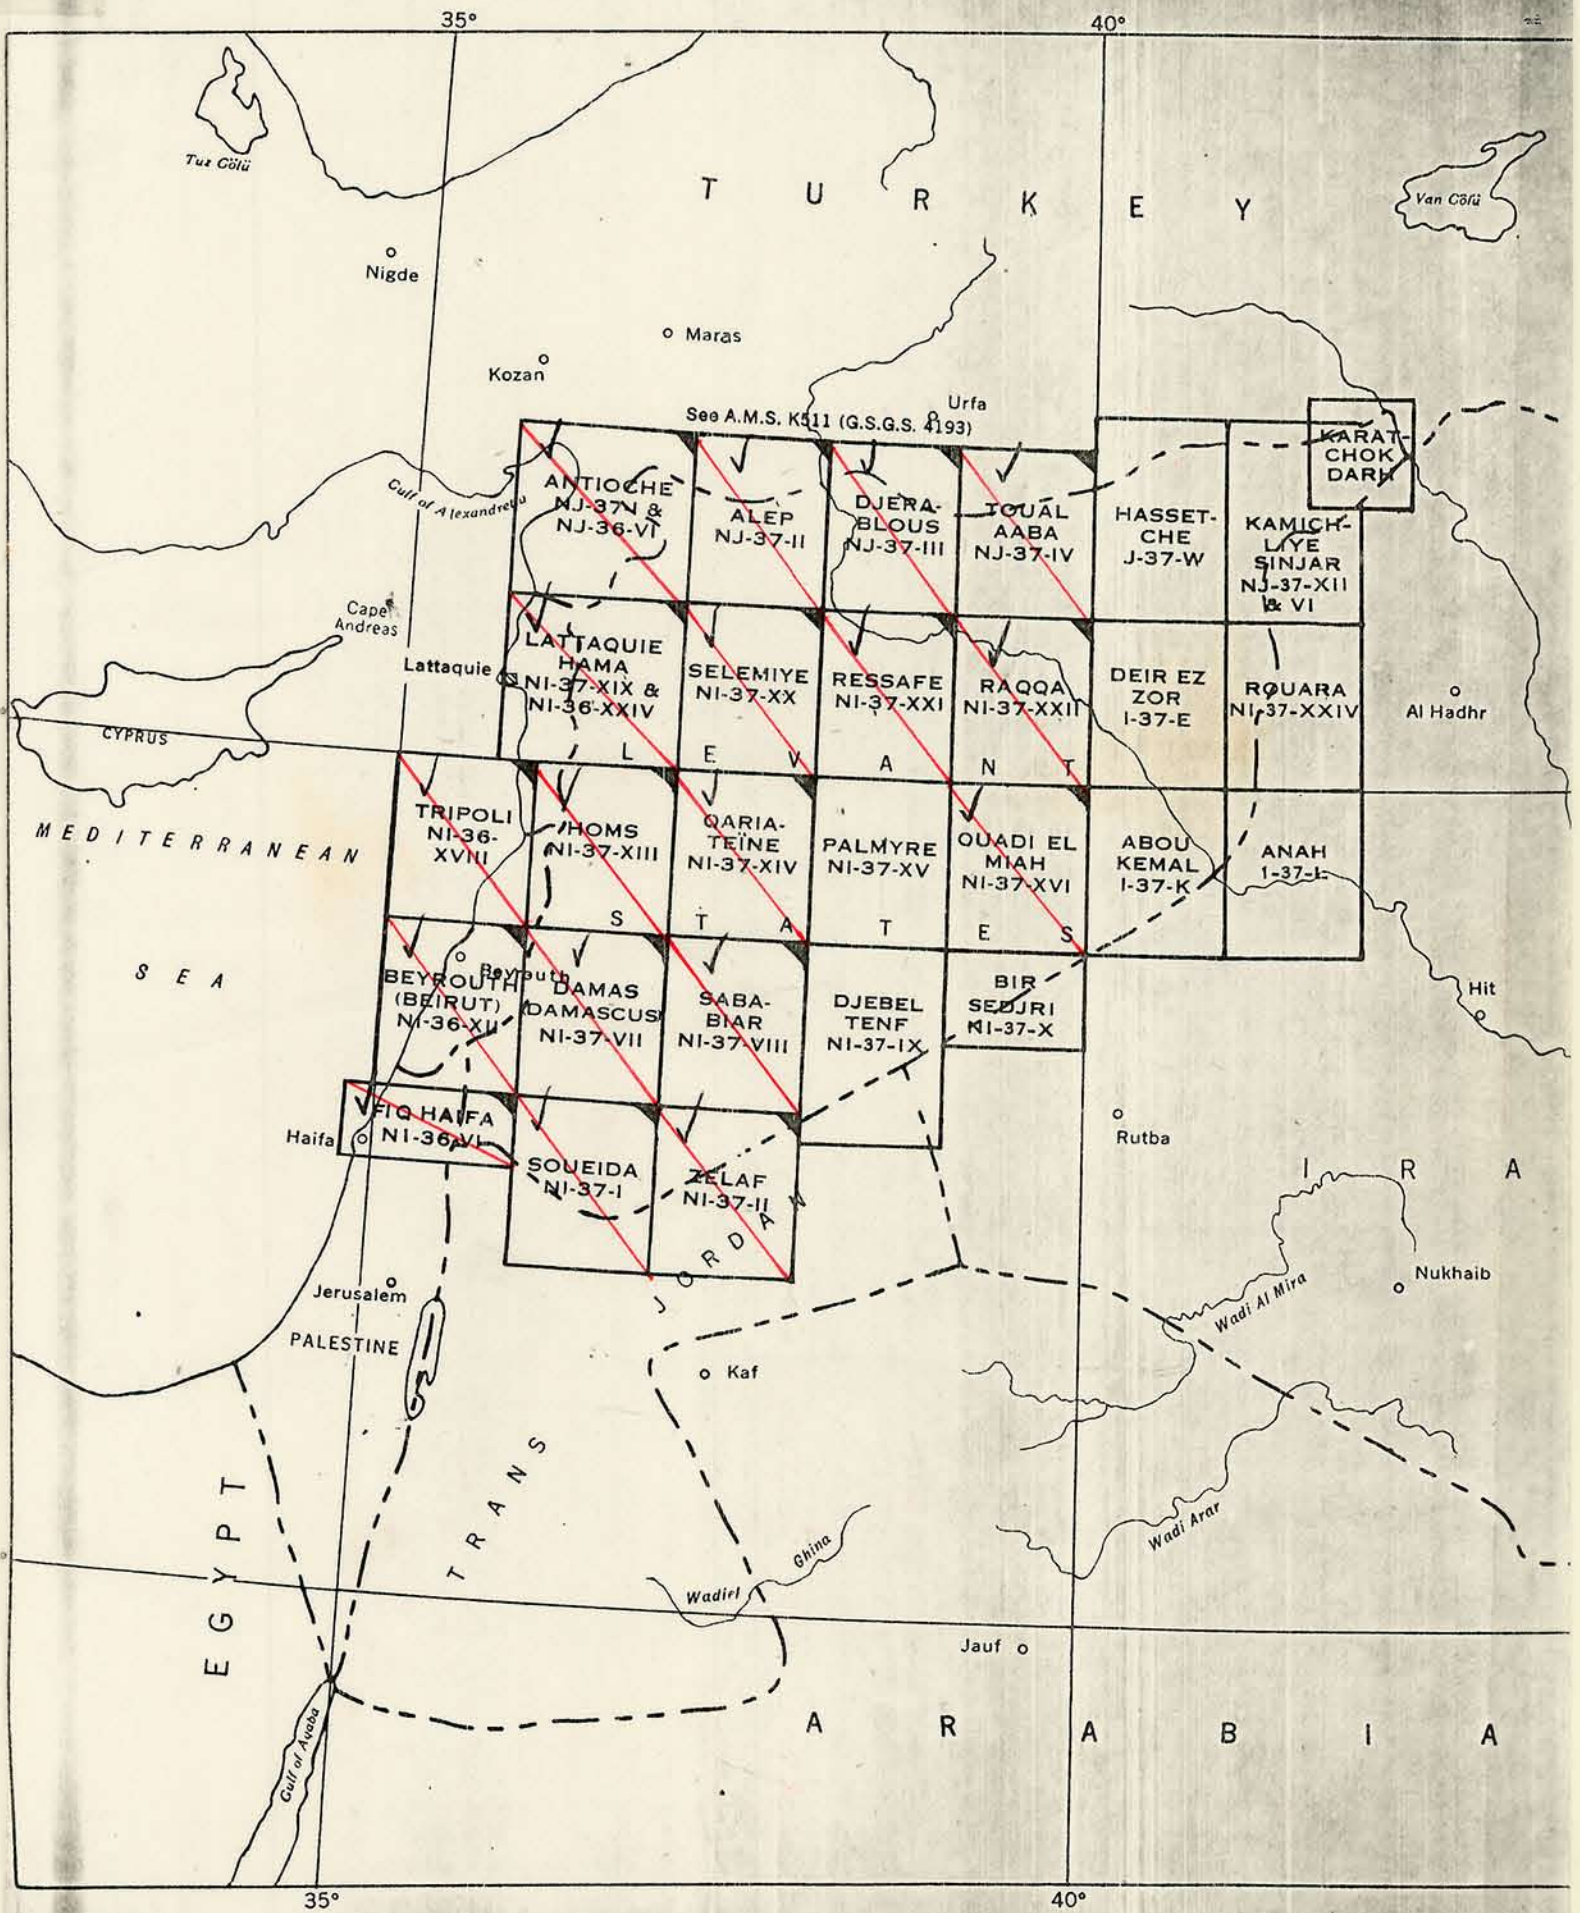 35°
40°
Tuz Gölü
T U R K E Y
Van Gölü
Nigde
Maras
Kozan
Urfa
See A.M.S. K511 (G.S.G.S. 4193)
Gulf of Alexandretta
ANTIOCHE
NJ-37-I &
NJ-36-VI
ALEP
NJ-37-II
DJERA-
BLOUS
NJ-37-III
TOUAL
AABA
NJ-37-IV
HASSET-
CHE
J-37-W
KAMICH-
LIYE
SINJAR
NJ-37-XII
& VI
KARAT-
CHOK
DARH
Cape
Andreas
Lattaquie
LATTAQUIE
HAMA
NI-37-XIX &
NI-36-XXIV
SELEMIYE
NI-37-XX
RESSAFE
NI-37-XXI
RAQQA
NI-37-XXII
DEIR EZ
ZOR
I-37-E
ROUARA
NI-37-XXIV
Al Hadhr
CYPRUS
L E V A N T
MEDITERRANEAN
SEA
TRIPOLI
NI-36-
XVIII
HOMS
NI-37-XIII
QARIA-
TEÏNE
NI-37-XIV
PALMYRE
NI-37-XV
OUADI EL
MIAH
NI-37-XVI
ABOU
KEMAL
I-37-K
ANAH
I-37-L
S T A T E S
Beyrouth
BEYROUTH
(BEIRUT)
NI-36-XII
DAMAS
(DAMASCUS)
NI-37-VII
SABA-
BIAR
NI-37-VIII
DJEBEL
TENF
NI-37-IX
BIR
SEDJRI
NI-37-X
Hit
Haifa
FIQ HAIFA
NI-36-VI
SOUEIDA
NI-37-I
ZELAF
NI-37-II
Rutba
I R A
Jerusalem
PALESTINE
TRANS
JORDAN
Kaf
Nukhaib
Wadi Al Mira
Wadi Arar
EGYPT
Wadi el
Ghina
Jauf
Gulf of Aqaba
A R A B I A
35°
40°